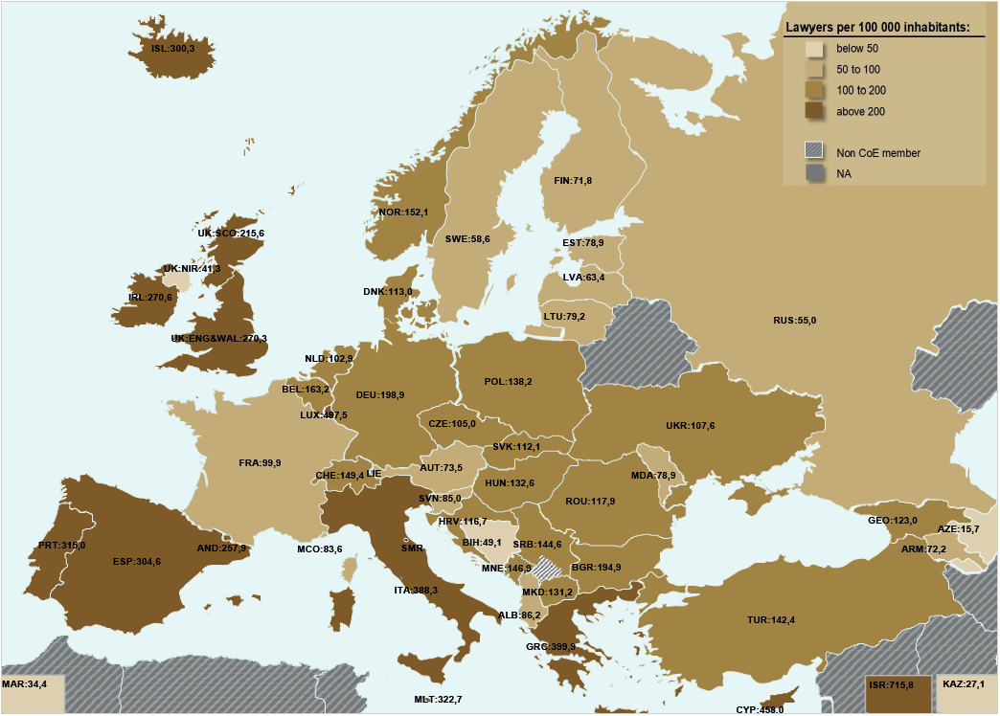 Lawyers per 100 000 inhabitants:
below 50
50 to 100
100 to 200
above 200
Non CoE member
NA
ISL:300,3
FIN:71,8
NOR:152,1
UK:SCO:215,6
SWE:58,6
EST:78,9
UK:NIR:41,3
LVA:63,4
DNK:113,0
IRL:270,6
LTU:79,2
RUS:55,0
UK:ENG&WAL:270,3
NLD:102,9
POL:138,2
BEL:163,2
DEU:198,9
LUX:487,5
CZE:105,0
UKR:107,6
SVK:112,1
FRA:99,9
AUT:73,5
CHE:149,4
LIE
MDA:78,9
HUN:132,6
SVN:85,0
ROU:117,9
HRV:116,7
GEO:123,0
AZE:15,7
BIH:49,1
SRB:144,6
PRT:315,0
AND:257,9
MCO:83,6
SMR
ARM:72,2
ESP:304,6
MNE:146,9
BGR:194,9
ITA:388,3
MKD:131,2
ALB:86,2
TUR:142,4
GRC:399,9
MAR:34,4
ISR:715,8
KAZ:27,1
MLT:322,7
CYP:458,0